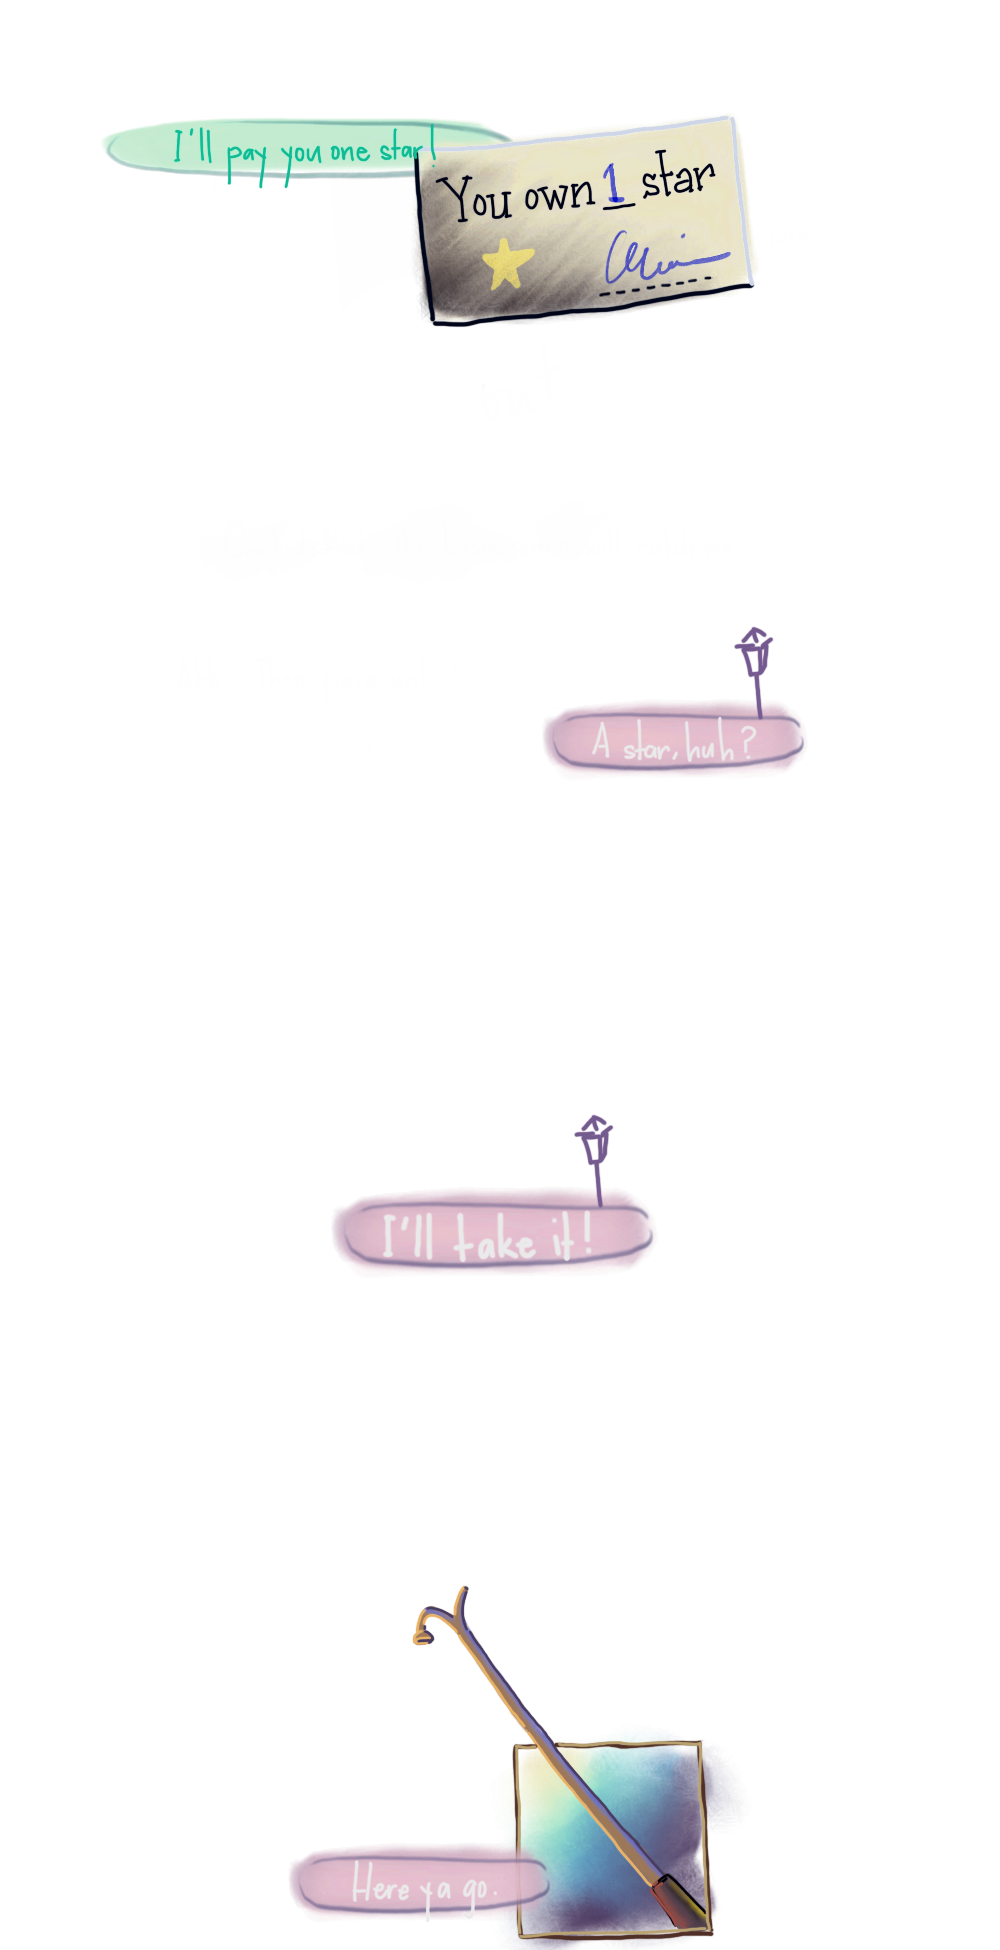 I'll pay you one star!
You own 1 star
A star, huh?
I'll take it!
Here ya go.